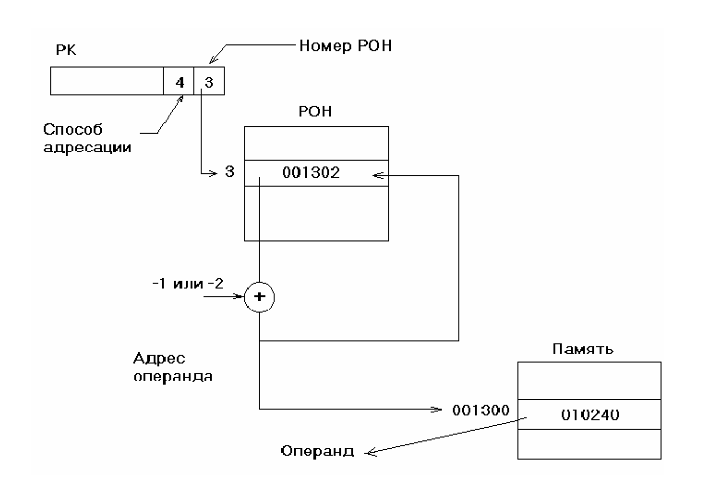 РК
Номер РОН
4 3
Способ
адресации
РОН
3
001302
-1 или -2
+
Адрес
операнда
Память
001300
010240
Операнд